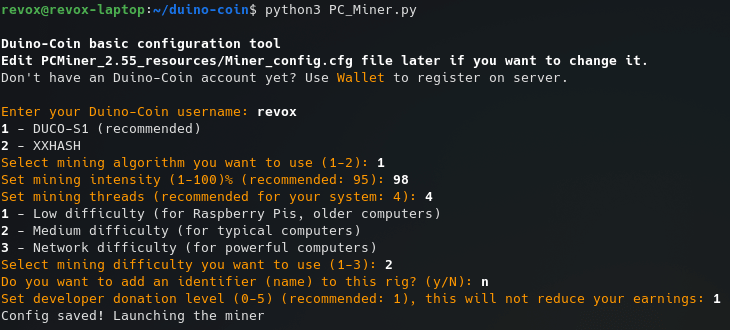 revox@revox-laptop:~/duino-coin$ python3 PC_Miner.py
Duino-Coin basic configuration tool
Edit PCMiner_2.55_resources/Miner_config.cfg file later if you want to change it.
Don't have an Duino-Coin account yet? Use Wallet to register on server.
Enter your Duino-Coin username: revox
1 - DUCO-S1 (recommended)
2 - XXHASH
Select mining algorithm you want to use (1-2): 1
Set mining intensity (1-100)% (recommended: 95): 98
Set mining threads (recommended for your system: 4): 4
1 - Low difficulty (for Raspberry Pis, older computers)
2 - Medium difficulty (for typical computers)
3 - Network difficulty (for powerful computers)
Select mining difficulty you want to use (1-3): 2
Do you want to add an identifier (name) to this rig? (y/N): n
Set developer donation level (0-5) (recommended: 1), this will not reduce your earnings: 1
Config saved! Launching the miner